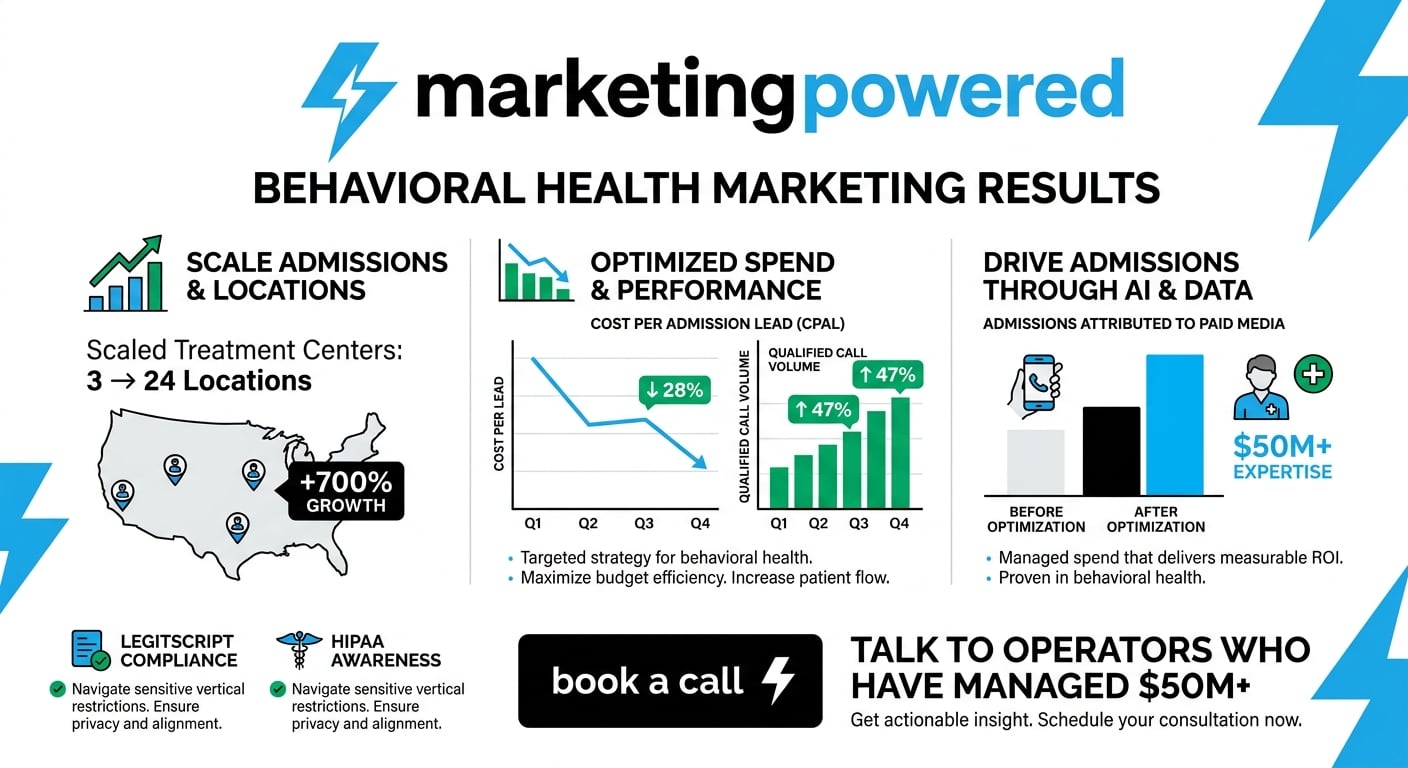 marketingpowered
BEHAVIORAL HEALTH MARKETING RESULTS
SCALE ADMISSIONS
& LOCATIONS
Scaled Treatment Centers:
3 → 24 Locations
+700%
GROWTH
OPTIMIZED SPEND
& PERFORMANCE
COST PER ADMISSION LEAD (CPAL)
COST PER LEAD
↓ 28%
Q1 Q2 Q3 Q4
QUALIFIED CALL VOLUME
QUALIFIED CALL
VOLUME
↑ 47%
↑ 47%
Q1 Q2 Q3 Q4
• Targeted strategy for behavioral health.
• Maximize budget efficiency. Increase patient flow.
DRIVE ADMISSIONS
THROUGH AI & DATA
ADMISSIONS ATTRIBUTED TO PAID MEDIA
$50M+
EXPERTISE
BEFORE
OPTIMIZATION
AFTER
OPTIMIZATION
• Managed spend that delivers measurable ROI.
• Proven in behavioral health.
LEGITSCRIPT
COMPLIANCE
Navigate sensitive vertical
restrictions. Ensure
privacy and alignment.
HIPAA
AWARENESS
Navigate sensitive vertical
restrictions. Ensure
privacy and alignment.
book a call
TALK TO OPERATORS WHO
HAVE MANAGED $50M+
Get actionable insight. Schedule your consultation now.